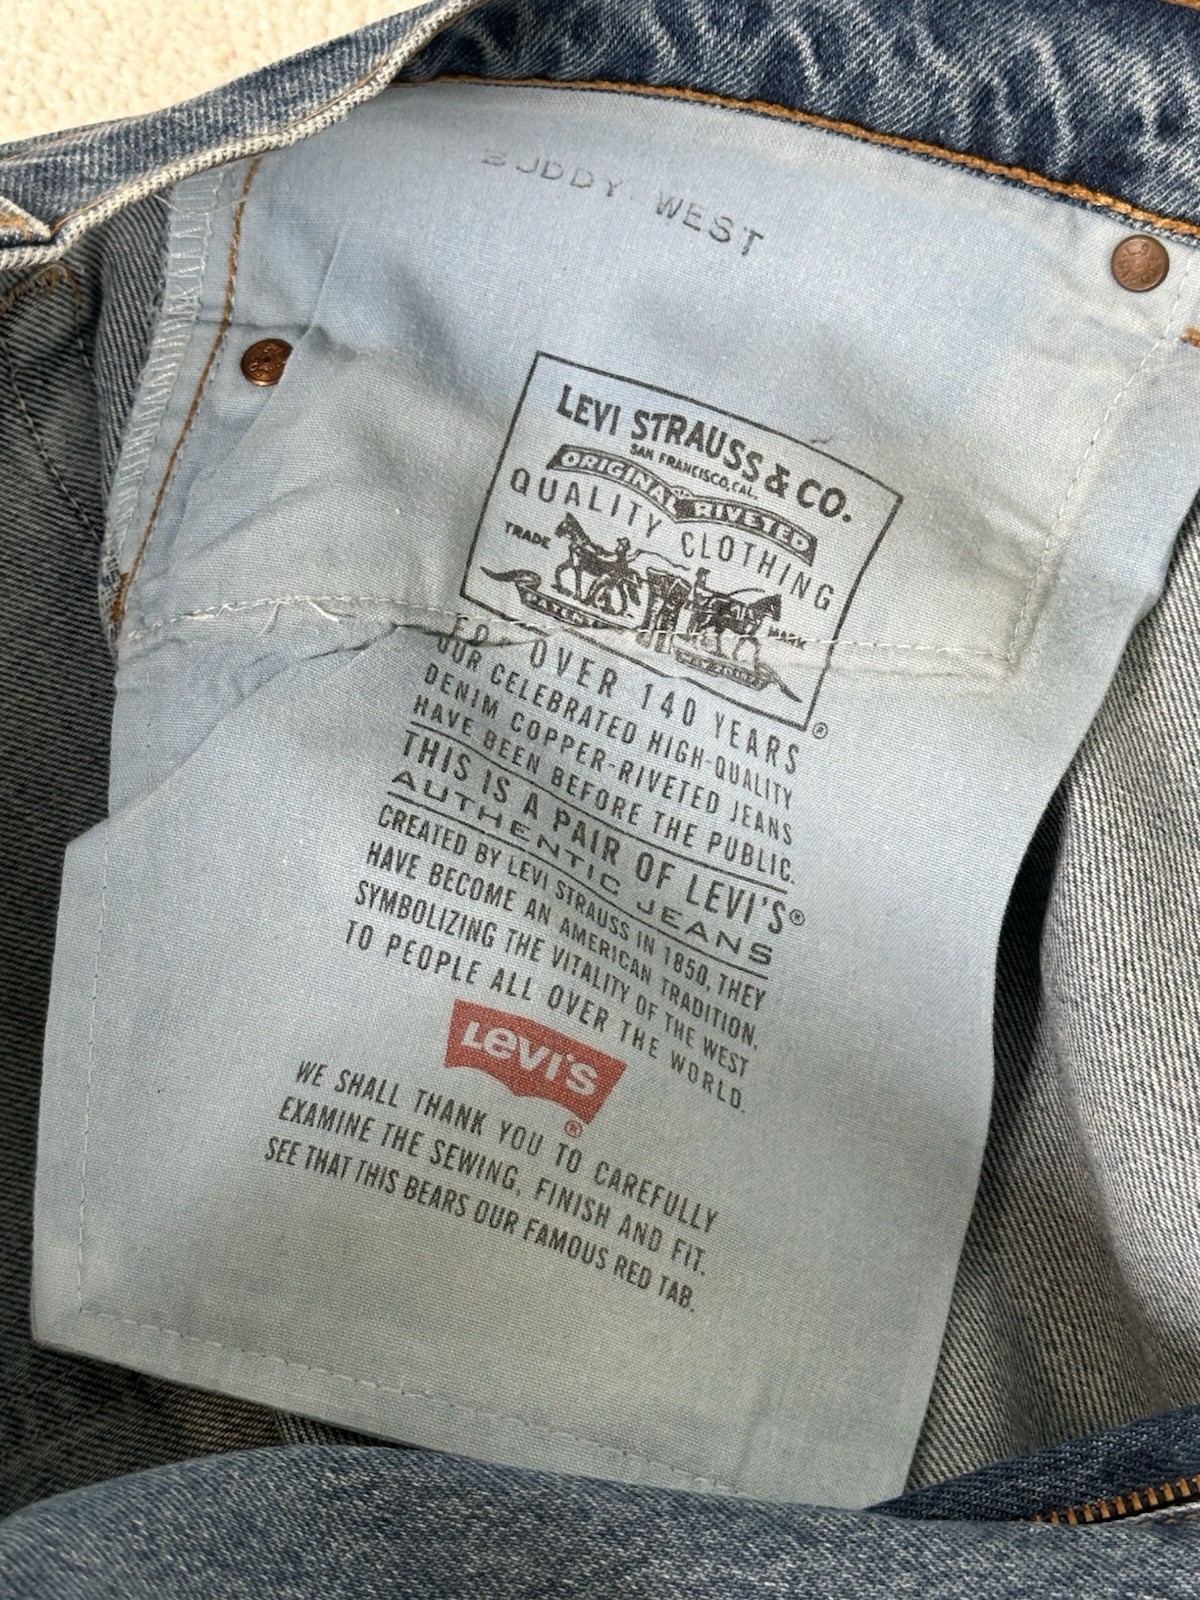 BUDDY WEST
LEVI STRAUSS & CO.
SAN FRANCISCO, CAL.
ORIGINAL RIVETED
QUALITY CLOTHING
TRADE MARK
OVER 140 YEARS
OUR CELEBRATED HIGH-QUALITY
DENIM COPPER-RIVETED JEANS
HAVE BEEN BEFORE THE PUBLIC.
THIS IS A PAIR OF LEVI'S®
AUTHENTIC JEANS
CREATED BY LEVI STRAUSS IN 1850, THEY
HAVE BECOME AN AMERICAN TRADITION,
SYMBOLIZING THE VITALITY OF THE WEST
TO PEOPLE ALL OVER THE WORLD.
Levi's ®
WE SHALL THANK YOU TO CAREFULLY
EXAMINE THE SEWING, FINISH AND FIT.
SEE THAT THIS BEARS OUR FAMOUS RED TAB.